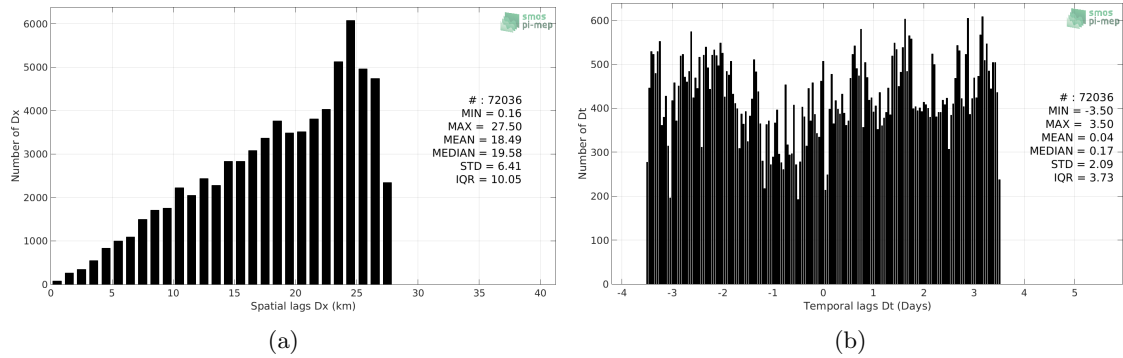 6000
5000
4000
3000
2000
1000
0
Number of Dx
smos
pi-mep
# : 72036
MIN = 0.16
MAX = 27.50
MEAN = 18.49
MEDIAN = 19.58
STD = 6.41
IQR = 10.05
0 5 10 15 20 25 30 35 40
Spatial lags Dx (km)
(a)
600
500
400
300
200
100
0
Number of Dt
smos
pi-mep
# : 72036
MIN = -3.50
MAX = 3.50
MEAN = 0.04
MEDIAN = 0.17
STD = 2.09
IQR = 3.73
-4 -3 -2 -1 0 1 2 3 4 5
Temporal lags Dt (Days)
(b)